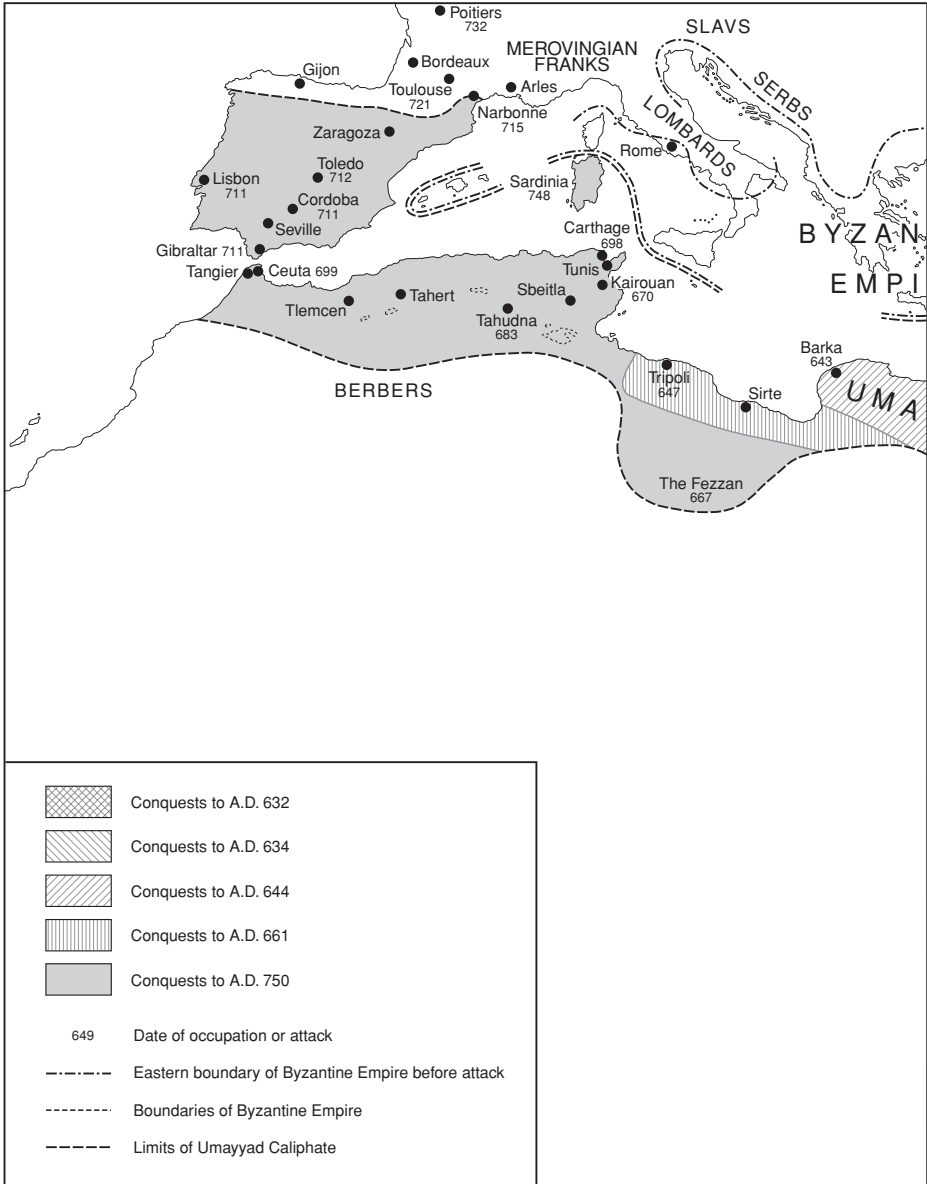 Poitiers
732
SLAVS
MEROVINGIAN
FRANKS
Bordeaux
Gijon
Toulouse
721
Arles
SERBS
Narbonne
715
LOMBARDS
Zaragoza
Rome
Toledo
712
Lisbon
711
Sardinia
748
Cordoba
711
Seville
Carthage
698
BYZAN
Gibraltar 711
Tangier
Ceuta 699
Tunis
Kairouan
670
EMPI
Sbeitla
Tlemcen
Tahert
Tahudna
683
Barka
643
BERBERS
Tripoli
647
Sirte
UMA
The Fezzan
667
Conquests to A.D. 632
Conquests to A.D. 634
Conquests to A.D. 644
Conquests to A.D. 661
Conquests to A.D. 750
649 Date of occupation or attack
Eastern boundary of Byzantine Empire before attack
Boundaries of Byzantine Empire
Limits of Umayyad Caliphate